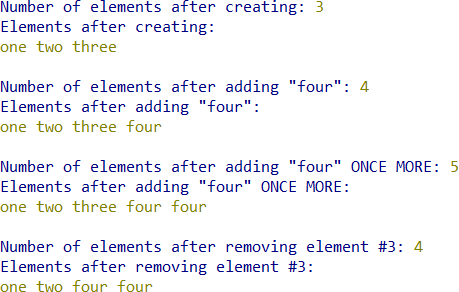 Number of elements after creating: 3
Elements after creating:
one two three
Number of elements after adding "four": 4
Elements after adding "four":
one two three four
Number of elements after adding "four" ONCE MORE: 5
Elements after adding "four" ONCE MORE:
one two three four four
Number of elements after removing element #3: 4
Elements after removing element #3:
one two four four